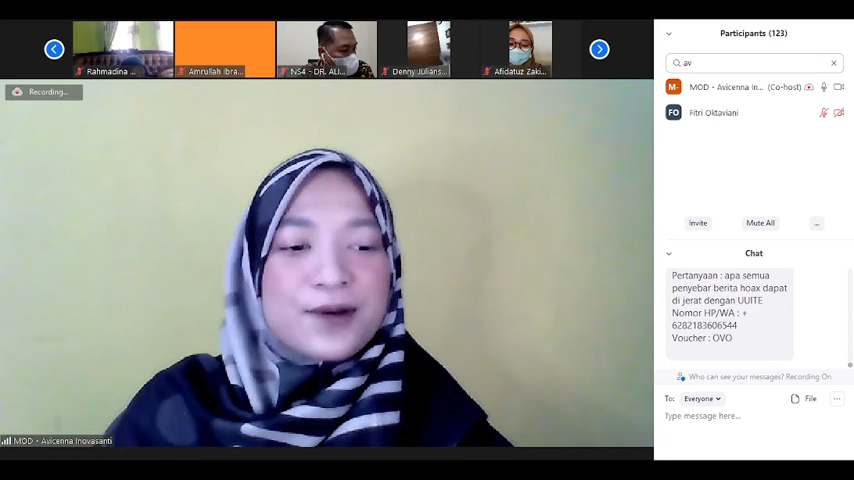 Rahmadina ...
Amrullah Ibra...
NS4 - DR. ALI...
Denny Julians...
Afidatuz Zaki...
Recording...
MOD - Avicenna Inovasanti
Participants (123)
av
M-
MOD - Avicenna In... (Co-host)
FO
Fitri Oktaviani
Invite
Mute All
...
Chat
Pertanyaan : apa semua
penyebar berita hoax dapat
di jerat dengan UUITE
Nomor HP/WA : +
6282183606544
Voucher : OVO
Who can see your messages? Recording On
To:
Everyone
File
Type message here...